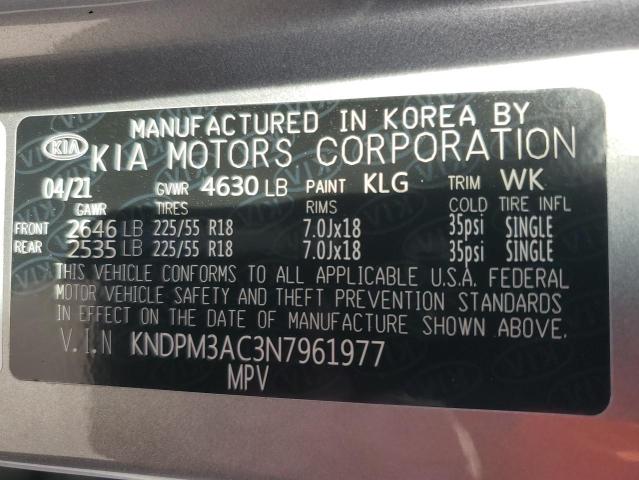 MANUFACTURED IN KOREA BY
KIA KIA MOTORS CORPORATION
04/21 GVWR 4630 LB PAINT KLG TRIM WK
GAWR TIRES RIMS COLD TIRE INFL
FRONT 2646 LB 225/55 R18 7.0Jx18 35psi SINGLE
REAR 2535 LB 225/55 R18 7.0Jx18 35psi SINGLE
THIS VEHICLE CONFORMS TO ALL APPLICABLE U.S.A. FEDERAL
MOTOR VEHICLE SAFETY AND THEFT PREVENTION STANDARDS
IN EFFECT ON THE DATE OF MANUFACTURE SHOWN ABOVE.
V.I.N KNDPM3AC3N7961977
MPV